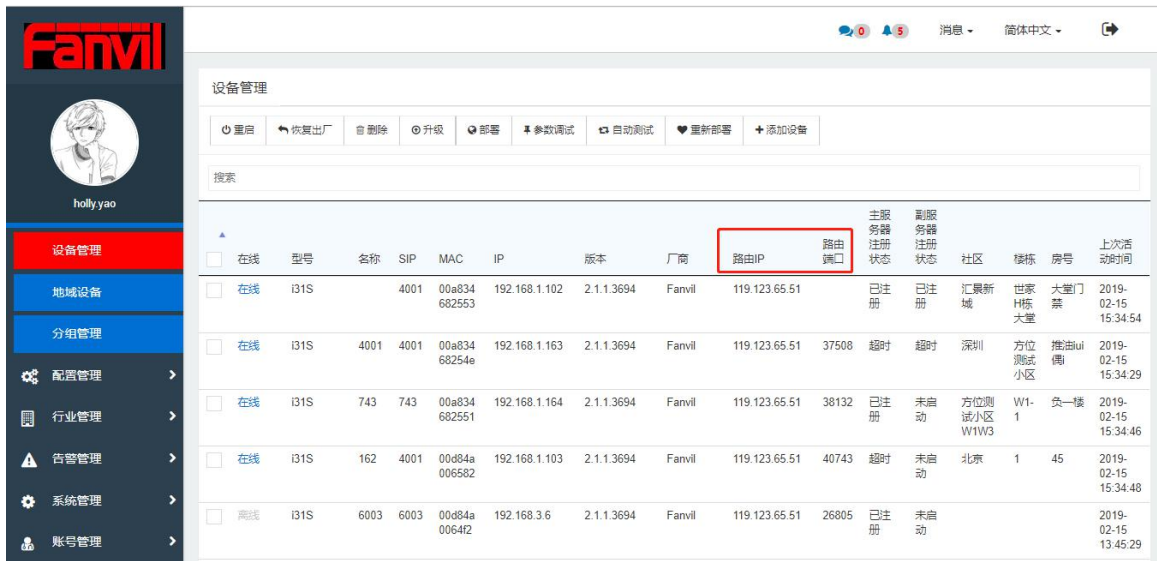 Fanvil
0
5
消息
简体中文
holly.yao
设备管理
地域设备
分组管理
配置管理
行业管理
告警管理
系统管理
账号管理
设备管理
重启 恢复出厂 删除 升级 部署 参数调试 自动测试 重新部署 添加设备
搜索
在线 型号 名称 SIP MAC IP 版本 厂商 路由IP 路由端口 主服务器注册状态 副服务器注册状态 社区 楼栋 房号 上次活动时间
在线 i31S 4001 00a834682553 192.168.1.102 2.1.1.3694 Fanvil 119.123.65.51 已注册 已注册 汇景新城 世家H栋大堂 大堂门禁 2019-02-15 15:34:54
在线 i31S 4001 4001 00a83468254e 192.168.1.163 2.1.1.3694 Fanvil 119.123.65.51 37508 超时 超时 深圳 方位测试小区 推油iui偶i 2019-02-15 15:34:29
在线 i31S 743 743 00a834682551 192.168.1.164 2.1.1.3694 Fanvil 119.123.65.51 38132 已注册 未启动 方位测试小区W1W3 W1-1 负一楼 2019-02-15 15:34:46
在线 i31S 162 4001 00d84a006582 192.168.1.103 2.1.1.3694 Fanvil 119.123.65.51 40743 超时 未启动 北京 1 45 2019-02-15 15:34:48
离线 i31S 6003 6003 00d84a0064f2 192.168.3.6 2.1.1.3694 Fanvil 119.123.65.51 26805 已注册 未启动 2019-02-15 13:45:29